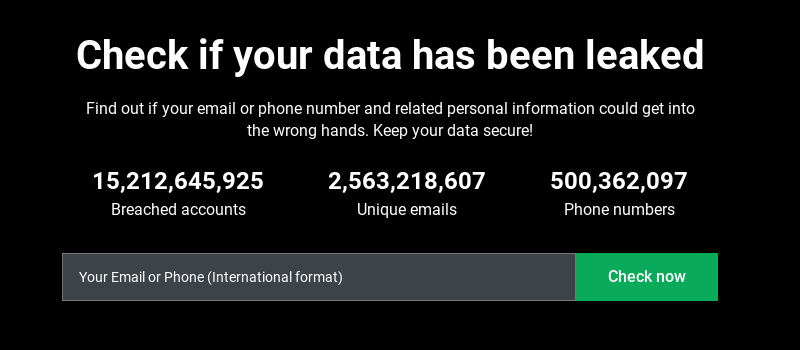 Check if your data has been leaked
Find out if your email or phone number and related personal information could get into
the wrong hands. Keep your data secure!
15,212,645,925 2,563,218,607 500,362,097
Breached accounts Unique emails Phone numbers
Your Email or Phone (International format) Check now